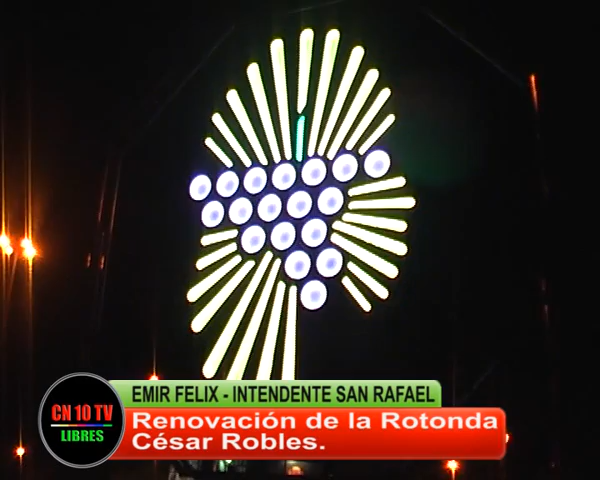 EMIR FELIX - INTENDENTE SAN RAFAEL
CN 10 TV
LIBRES
Renovación de la Rotonda
César Robles.